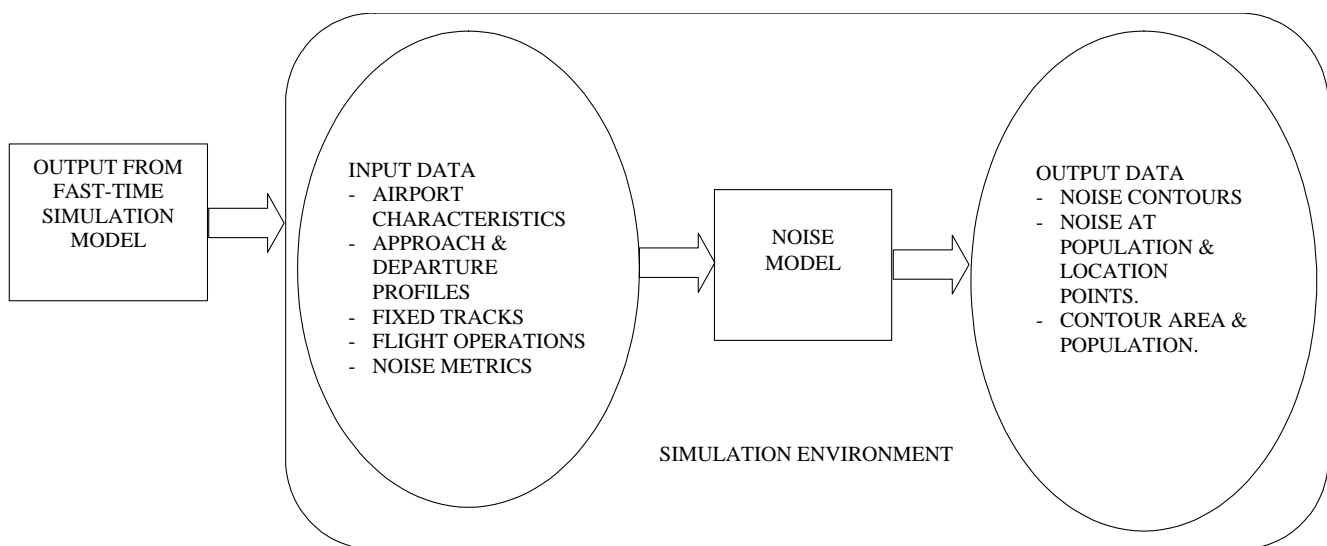 OUTPUT FROM
FAST-TIME
SIMULATION
MODEL
INPUT DATA
- AIRPORT
CHARACTERISTICS
- APPROACH &
DEPARTURE
PROFILES
- FIXED TRACKS
- FLIGHT OPERATIONS
- NOISE METRICS
NOISE
MODEL
OUTPUT DATA
- NOISE CONTOURS
- NOISE AT
POPULATION &
LOCATION
POINTS.
- CONTOUR AREA &
POPULATION.
SIMULATION ENVIRONMENT